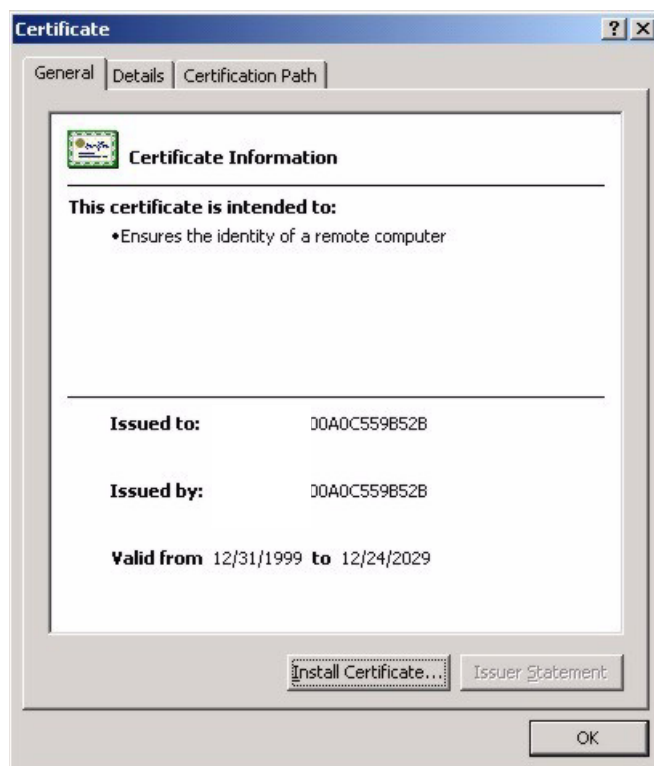 Certificate
General Details Certification Path
Certificate Information
This certificate is intended to:
•Ensures the identity of a remote computer
Issued to: 00A0C559B52B
Issued by: 00A0C559B52B
Valid from 12/31/1999 to 12/24/2029
Install Certificate... Issuer Statement
OK